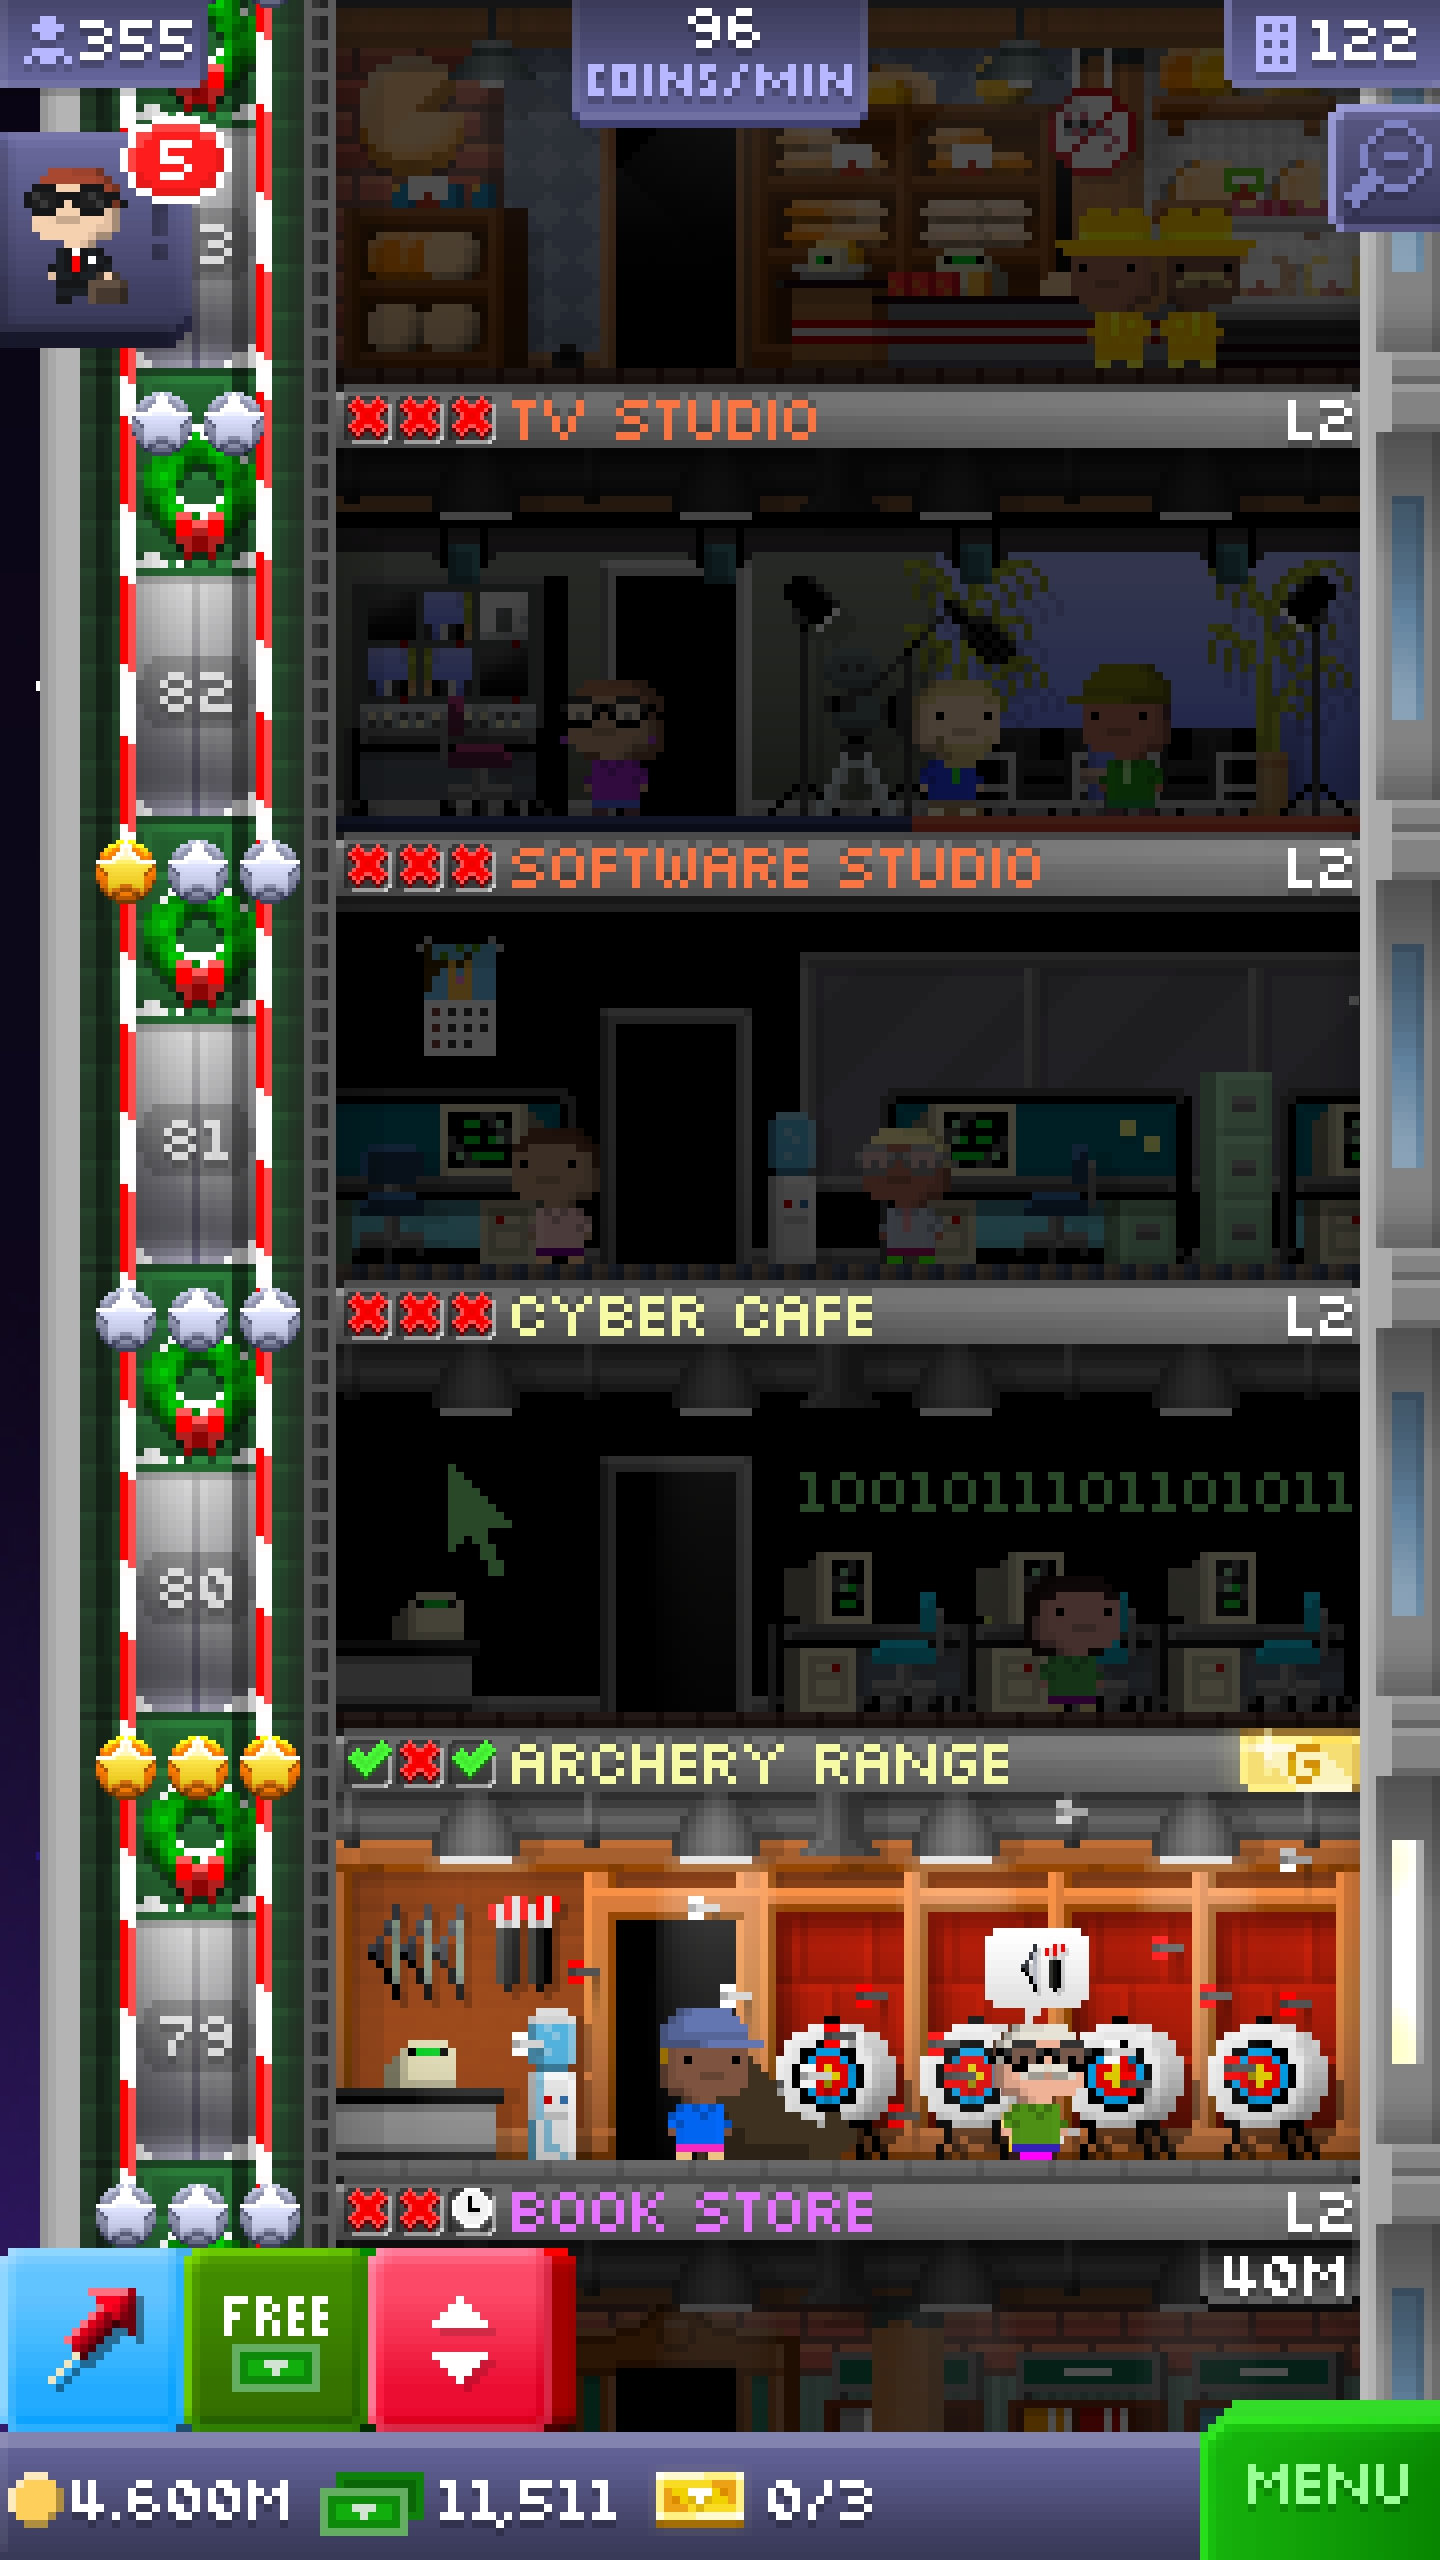 355
96
COINS/MIN
122
5
3
TV STUDIO
L2
82
SOFTWARE STUDIO
L2
81
CYBER CAFE
L2
1001011101101011
80
ARCHERY RANGE
G
79
BOOK STORE
L2
40M
FREE
4.600M
11,511
0/3
MENU